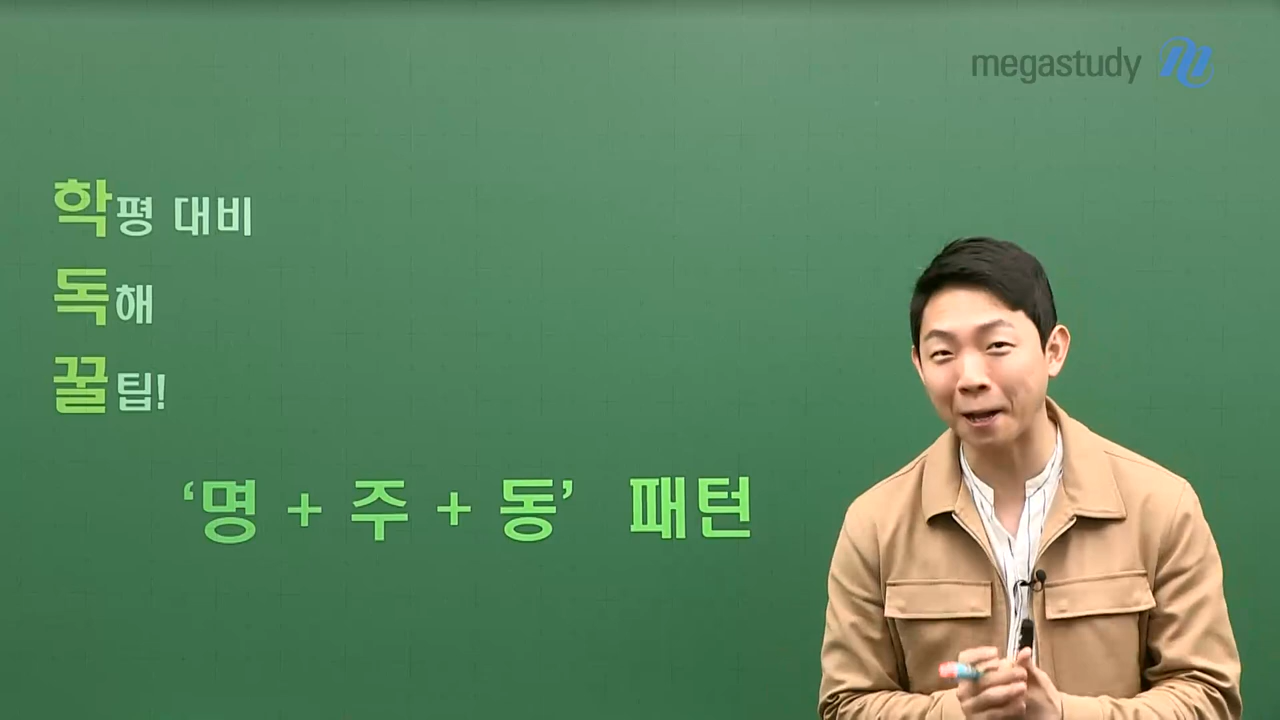 megastudy
학평 대비
독해
꿀팁!
‘명 + 주 + 동’ 패턴